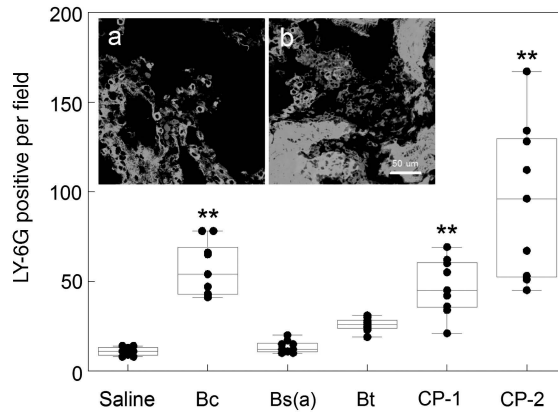 LY-6G positive per field
200
150
100
50
0
a
b
50 um
**
**
**
Saline Bc Bs(a) Bt CP-1 CP-2